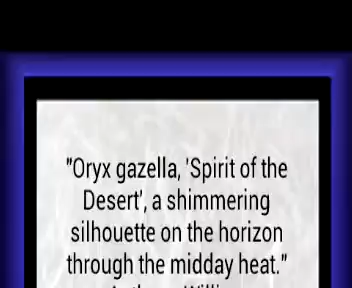 "Oryx gazella, 'Spirit of the
Desert', a shimmering
silhouette on the horizon
through the midday heat."